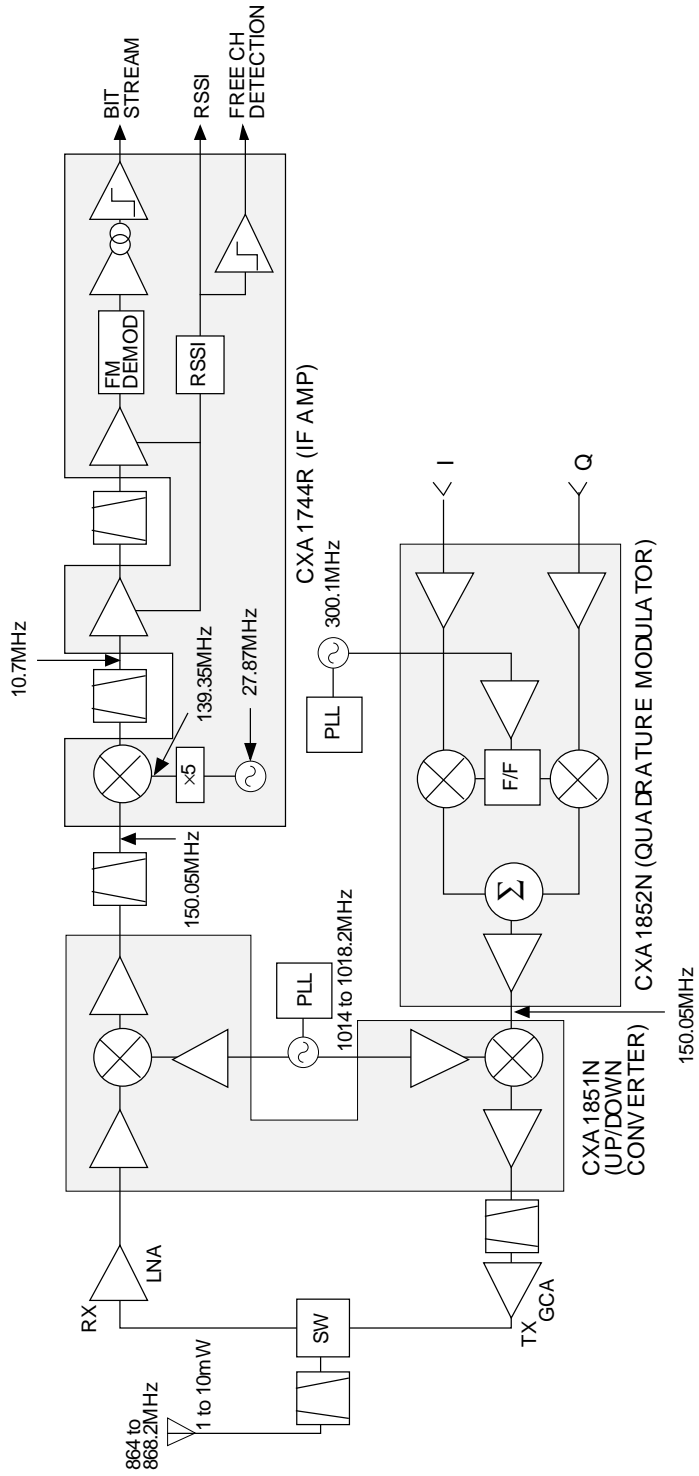 864 to
868.2MHz
1 to 10mW
SW
RX
LNA
TX
GCA
CXA1851N
(UP/DOWN
CONVERTER)
PLL
1014 to 1018.2MHz
150.05MHz
150.05MHz
10.7MHz
×5
139.35MHz
27.87MHz
FM
DEMOD
RSSI
CXA1744R (IF AMP)
BIT
STREAM
RSSI
FREE CH
DETECTION
PLL
300.1MHz
F/F
Σ
I
Q
CXA1852N (QUADRATURE MODULATOR)